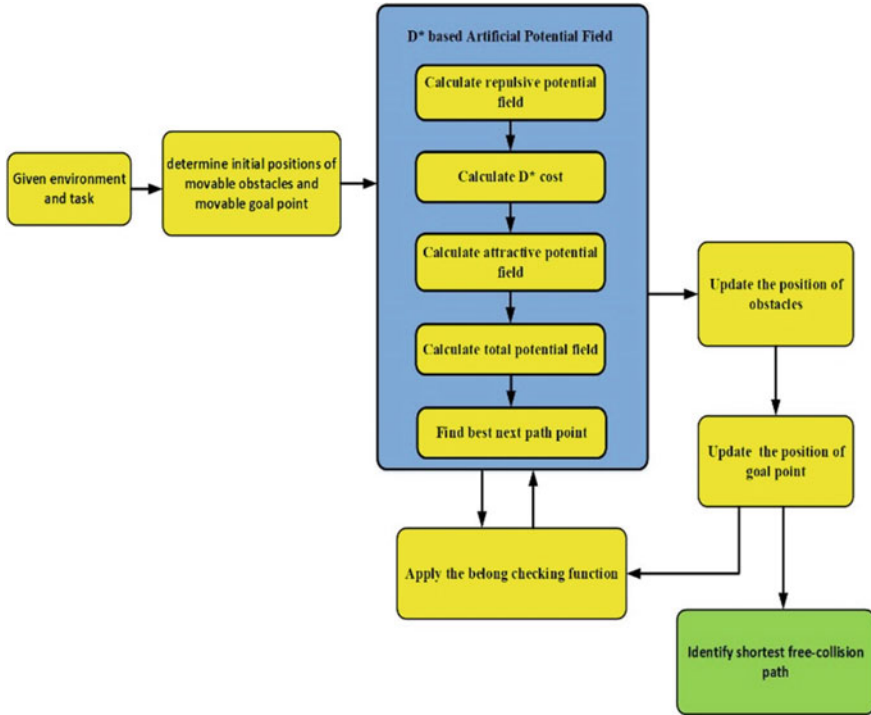 D* based Artificial Potential Field
Calculate repulsive potential
field
Calculate D* cost
Calculate attractive potential
field
Calculate total potential field
Find best next path point
Given environment
and task
determine initial positions of
movable obstacles and
movable goal point
Update the position of
obstacles
Update the position of
goal point
Apply the belong checking function
Identify shortest free-collision
path